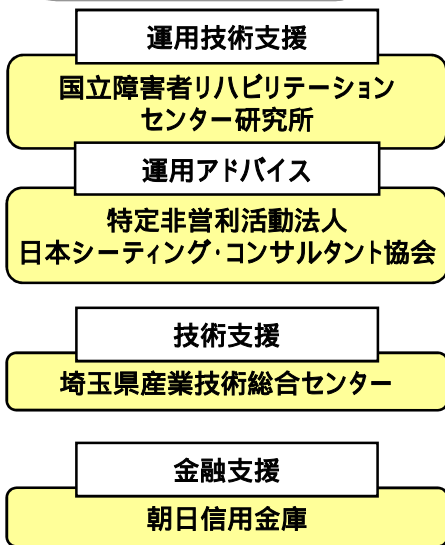 運用技術支援
国立障害者リハビリテーション
センター研究所
運用アドバイス
特定非営利活動法人
日本シーティング・コンサルタント協会
技術支援
埼玉県産業技術総合センター
金融支援
朝日信用金庫